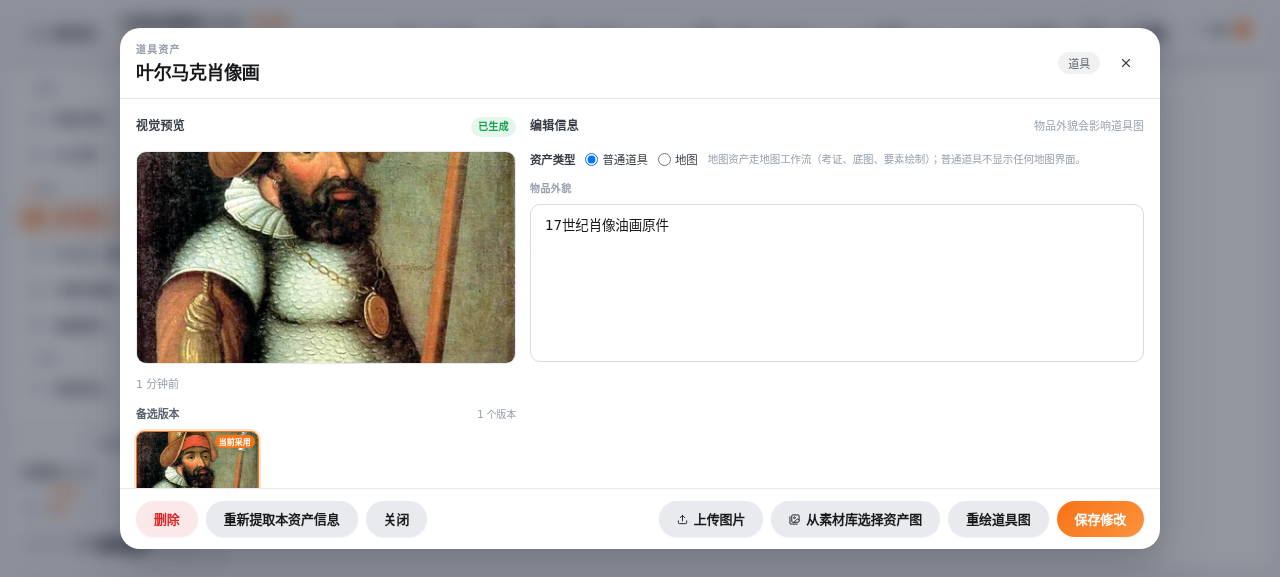 道具资产
叶尔马克肖像画
道具
视觉预览
已生成
编辑信息
物品外貌会影响道具图
资产类型 普通道具 地图 地图资产走地图工作流（考证、底图、要素绘制）；普通道具不显示任何地图界面。
物品外貌
17世纪肖像油画原件
1 分钟前
备选版本
1 个版本
当前采用
删除
重新提取本资产信息
关闭
上传图片
从素材库选择资产图
重绘道具图
保存修改